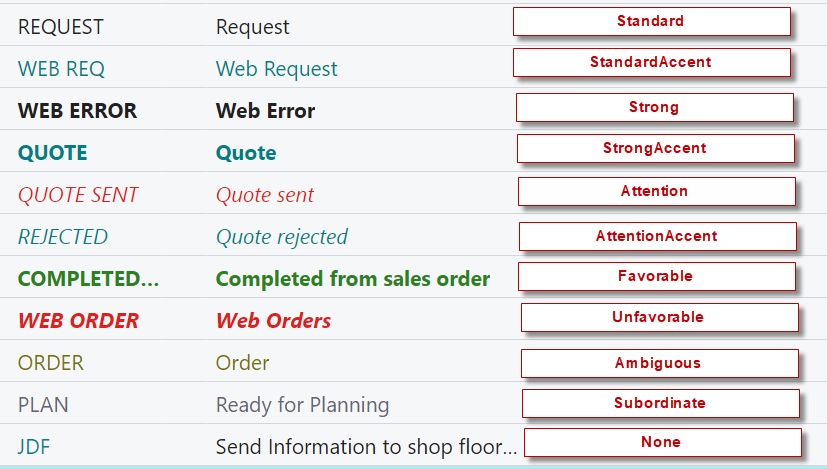 REQUEST Request Standard
WEB REQ Web Request StandardAccent
WEB ERROR Web Error Strong
QUOTE Quote StrongAccent
QUOTE SENT Quote sent Attention
REJECTED Quote rejected AttentionAccent
COMPLETED... Completed from sales order Favorable
WEB ORDER Web Orders Unfavorable
ORDER Order Ambiguous
PLAN Ready for Planning Subordinate
JDF Send Information to shop floor... None